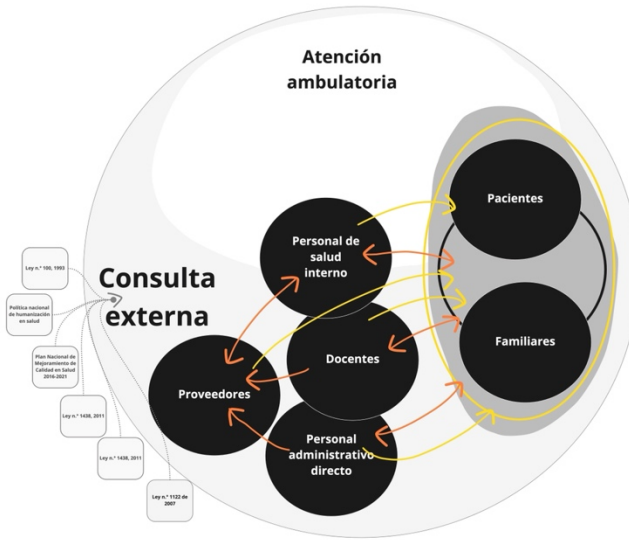 Atención
ambulatoria
Pacientes
Personal de
salud
interno
Ley n.° 100, 1993
Consulta
externa
Política nacional
de humanización
en salud
Familiares
Docentes
Plan Nacional de
Mejoramiento de
Calidad en Salud
2016-2021
Proveedores
Ley n.° 1438, 2011
Personal
administrativo
directo
Ley n.° 1438, 2011
Ley n.° 1122 de
2007